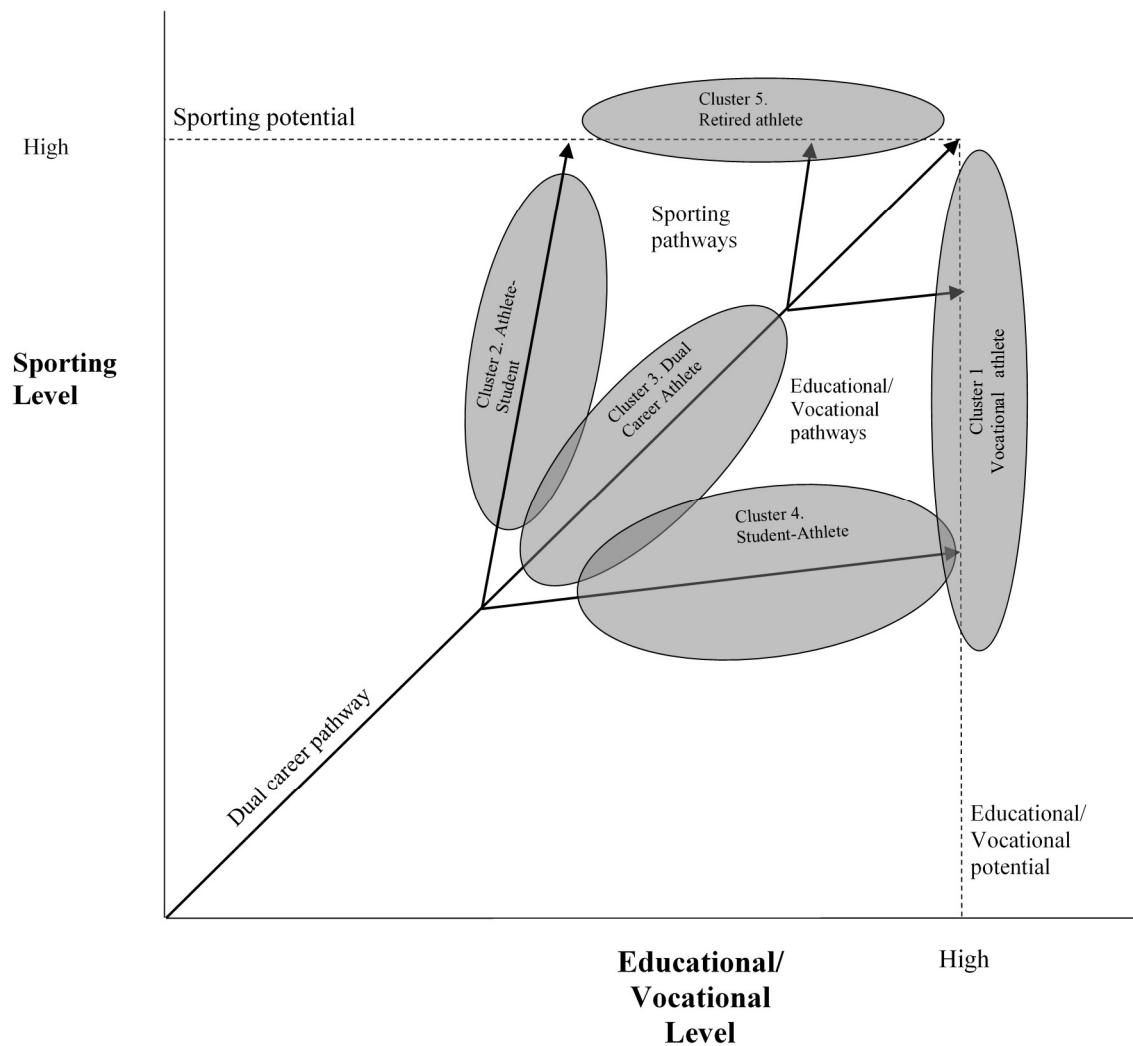 Cluster 5.
Retired athlete
Sporting potential
High
Sporting
pathways
Cluster 2. Athlete-
Student
Sporting
Level
Cluster 3. Dual
Career Athlete
Educational/
Vocational
pathways
Cluster 1
Vocational athlete
Cluster 4.
Student-Athlete
Dual career pathway
Educational/
Vocational
potential
Educational/
Vocational
Level
High